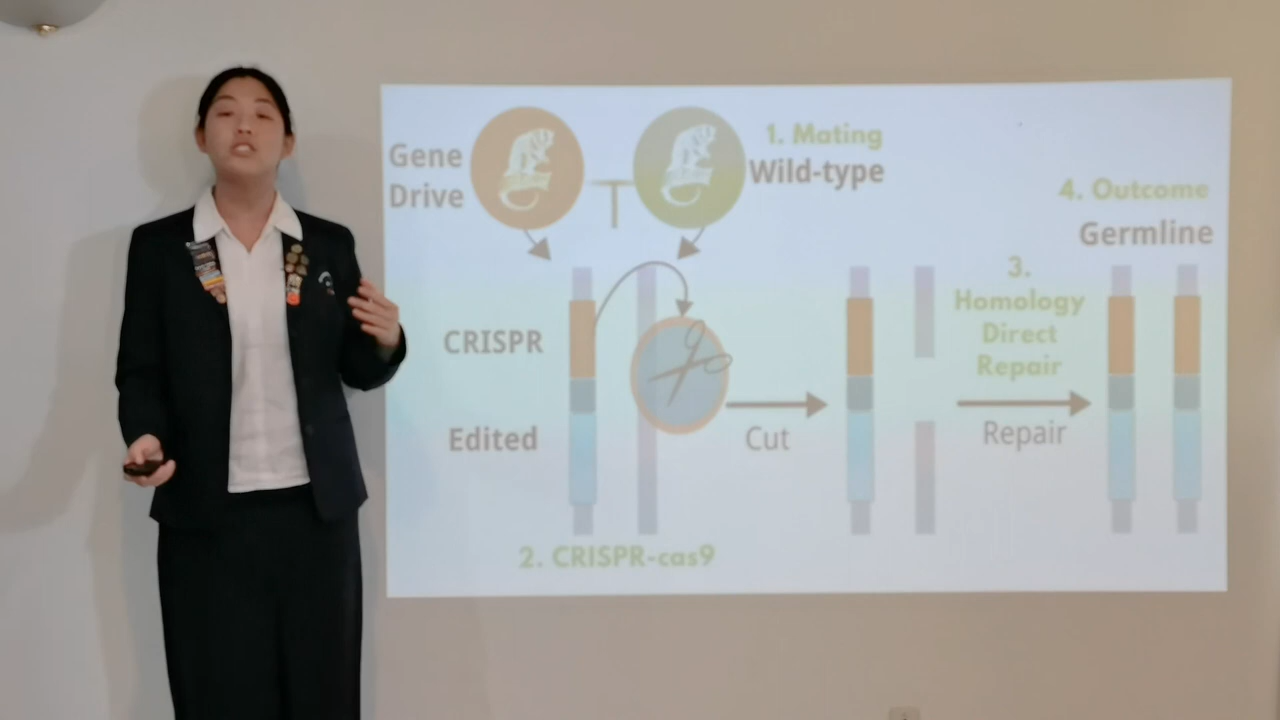 Gene
Drive
1. Mating
Wild-type
4. Outcome
Germline
3.
Homology
Direct
Repair
CRISPR
Edited
Cut
Repair
2. CRISPR-cas9